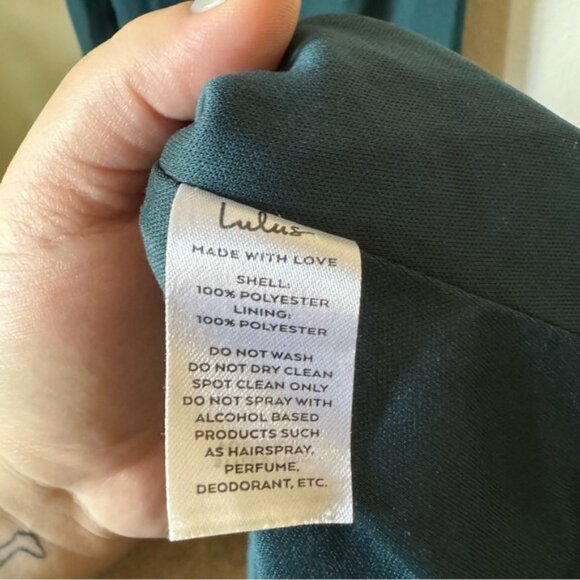 Lulus
MADE WITH LOVE
SHELL:
100% POLYESTER
LINING:
100% POLYESTER
DO NOT WASH
DO NOT DRY CLEAN
SPOT CLEAN ONLY
DO NOT SPRAY WITH
ALCOHOL BASED
PRODUCTS SUCH
AS HAIRSPRAY,
PERFUME,
DEODORANT, ETC.